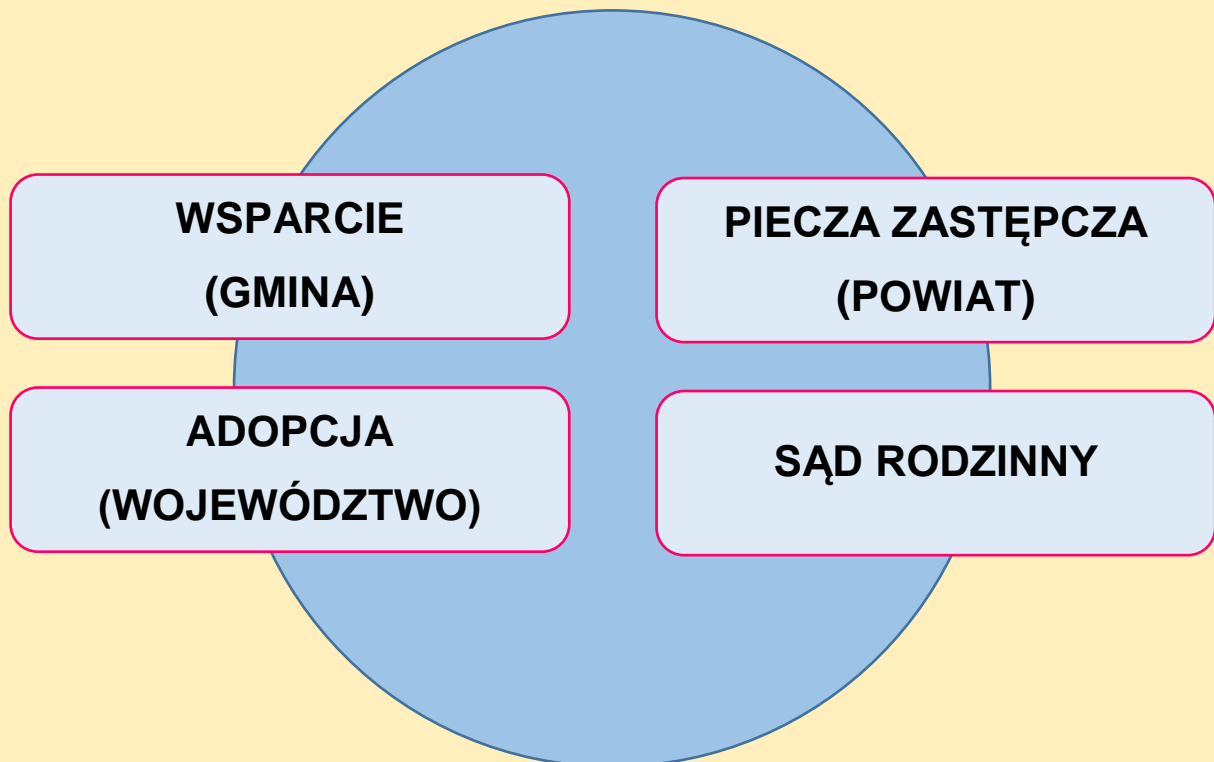 WSPARCIE
(GMINA)
PIECZA ZASTĘPCZA
(POWIAT)
ADOPCJA
(WOJEWÓDZTWO)
SĄD RODZINNY